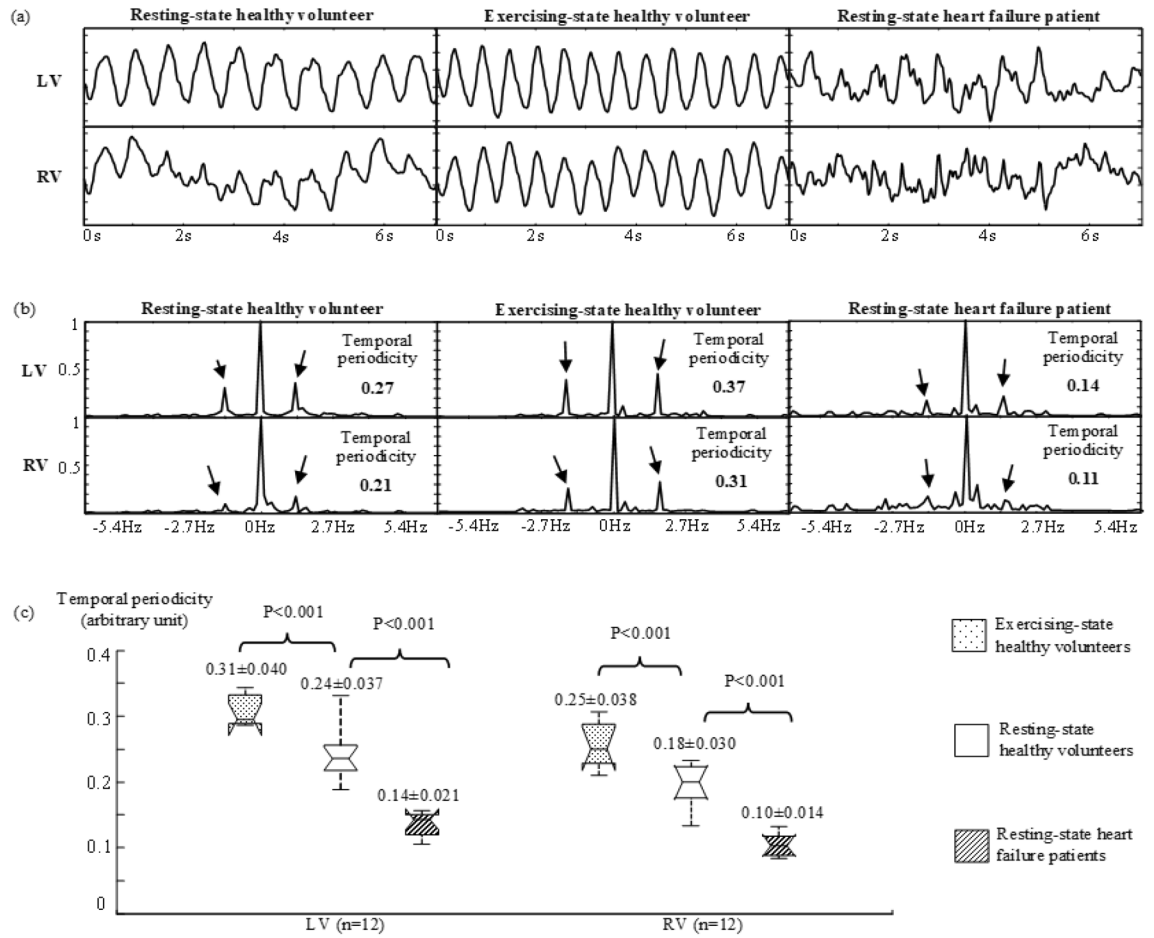 (a)
Resting-state healthy volunteer
Exercising-state healthy volunteer
Resting-state heart failure patient
LV
RV
0s 2s 4s 6s
0s 2s 4s 6s
0s 2s 4s 6s
(b)
Resting-state healthy volunteer
Exercising-state healthy volunteer
Resting-state heart failure patient
1
LV
0.5
Temporal
periodicity
0.27
Temporal
periodicity
0.37
Temporal
periodicity
0.14
1
RV
0.5
Temporal
periodicity
0.21
Temporal
periodicity
0.31
Temporal
periodicity
0.11
-5.4Hz -2.7Hz 0Hz 2.7Hz 5.4Hz
-5.4Hz -2.7Hz 0Hz 2.7Hz 5.4Hz
-5.4Hz -2.7Hz 0Hz 2.7Hz 5.4Hz
(c)
Temporal periodicity
(arbitrary unit)
P<0.001
P<0.001
P<0.001
P<0.001
0.4
0.3
0.2
0.1
0
0.31±0.040
0.24±0.037
0.14±0.021
0.25±0.038
0.18±0.030
0.10±0.014
LV (n=12)
RV (n=12)
Exercising-state
healthy volunteers
Resting-state
healthy volunteers
Resting-state heart
failure patients